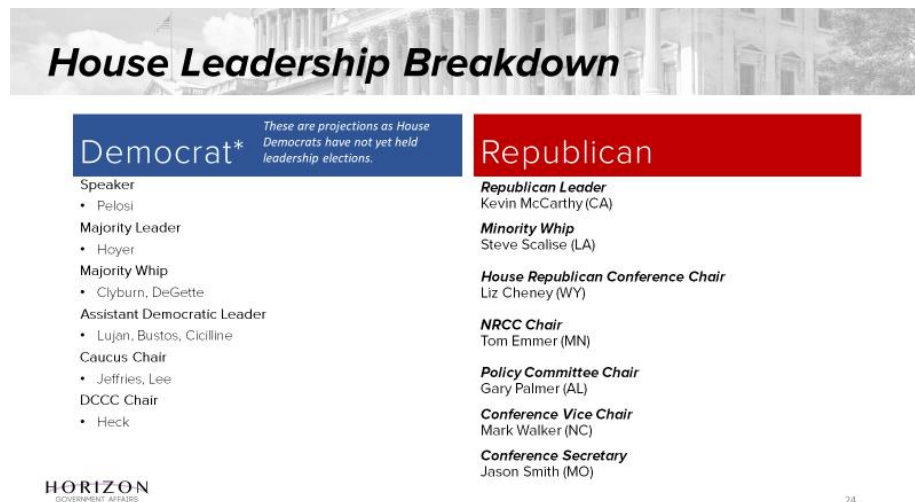 House Leadership Breakdown
Democrat*
These are projections as House
Democrats have not yet held
leadership elections.
Speaker
• Pelosi
Majority Leader
• Hoyer
Majority Whip
• Clyburn, DeGette
Assistant Democratic Leader
• Lujan, Bustos, Cicilline
Caucus Chair
• Jeffries, Lee
DCCC Chair
• Heck
Republican
Republican Leader
Kevin McCarthy (CA)
Minority Whip
Steve Scalise (LA)
House Republican Conference Chair
Liz Cheney (WY)
NRCC Chair
Tom Emmer (MN)
Policy Committee Chair
Gary Palmer (AL)
Conference Vice Chair
Mark Walker (NC)
Conference Secretary
Jason Smith (MO)
HORIZON
GOVERNMENT AFFAIRS
24